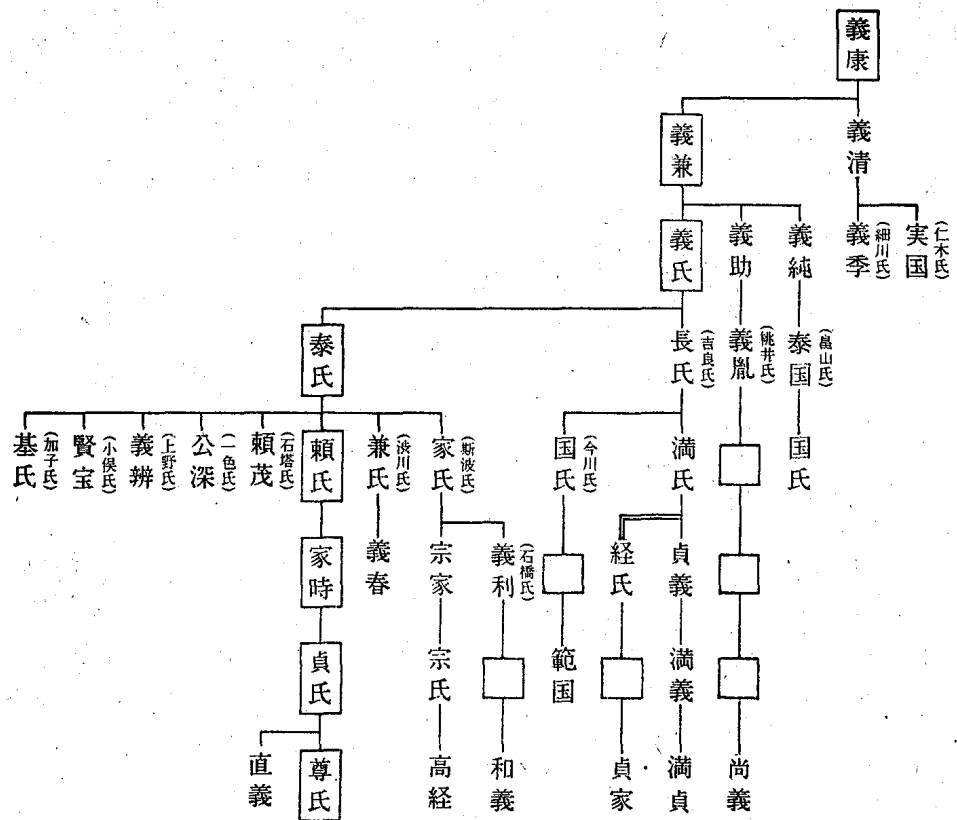 義康
義清
義兼
実国
(仁木氏)
義季
(細川氏)
義純
義助
義氏
泰国
(畠山氏)
義胤
(桃井氏)
長氏
(吉良氏)
泰氏
国氏
満氏
国氏
(今川氏)
家氏
(斯波氏)
兼氏
(渋川氏)
頼氏
頼茂
(石塔氏)
公深
(一色氏)
義辨
(上野氏)
賢宝
(小俣氏)
基氏
(加子氏)
貞義
経氏
義利
(石橋氏)
宗家
義春
家時
満義
範国
宗氏
貞氏
尚義
満貞
貞家
和義
高経
尊氏
直義